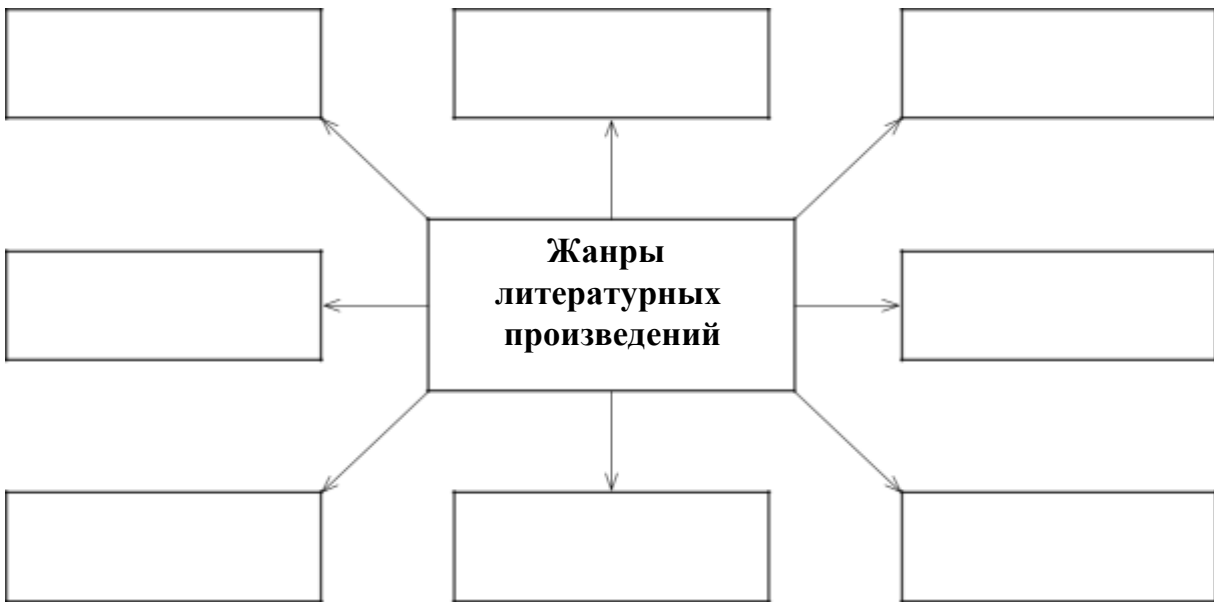 Жанры
литературных
произведений